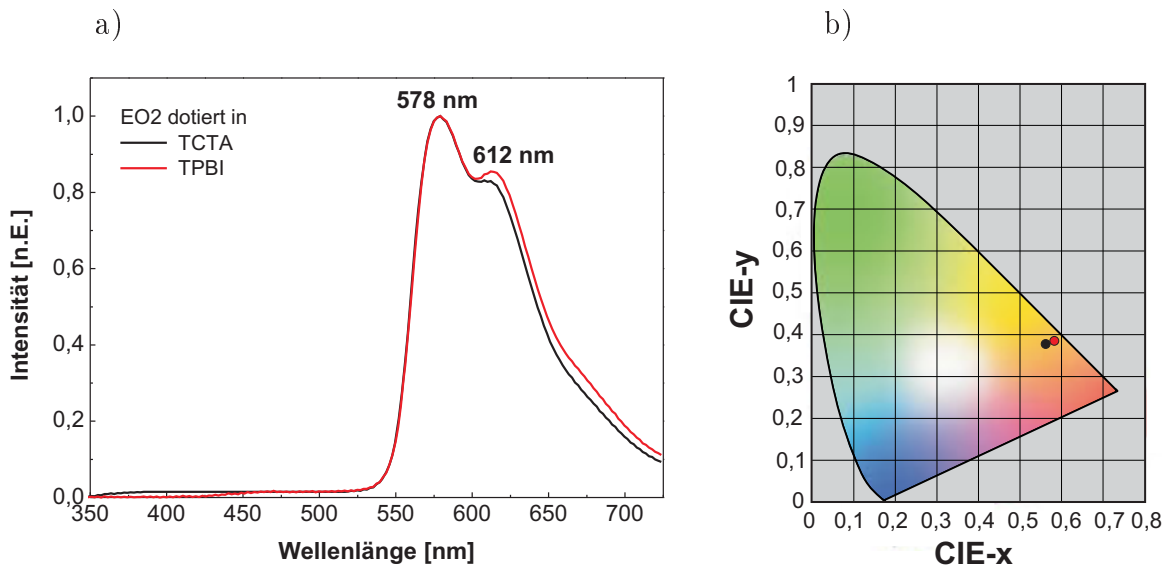 a)
578 nm
612 nm
EO2 dotiert in
TCTA
TPBI
Intensität [n.E.]
1,0
0,8
0,6
0,4
0,2
0,0
350 400 450 500 550 600 650 700
Wellenlänge [nm]
b)
CIE-y
1
0,9
0,8
0,7
0,6
0,5
0,4
0,3
0,2
0,1
0
0 0,1 0,2 0,3 0,4 0,5 0,6 0,7 0,8
CIE-x